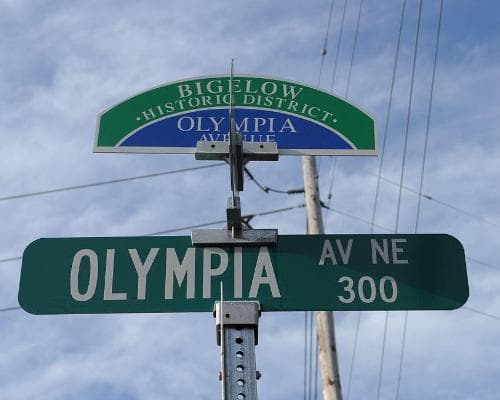 BIGELOW
·HISTORIC DISTRICT·
OLYMPIA
AVENUE
OLYMPIA AV NE
300